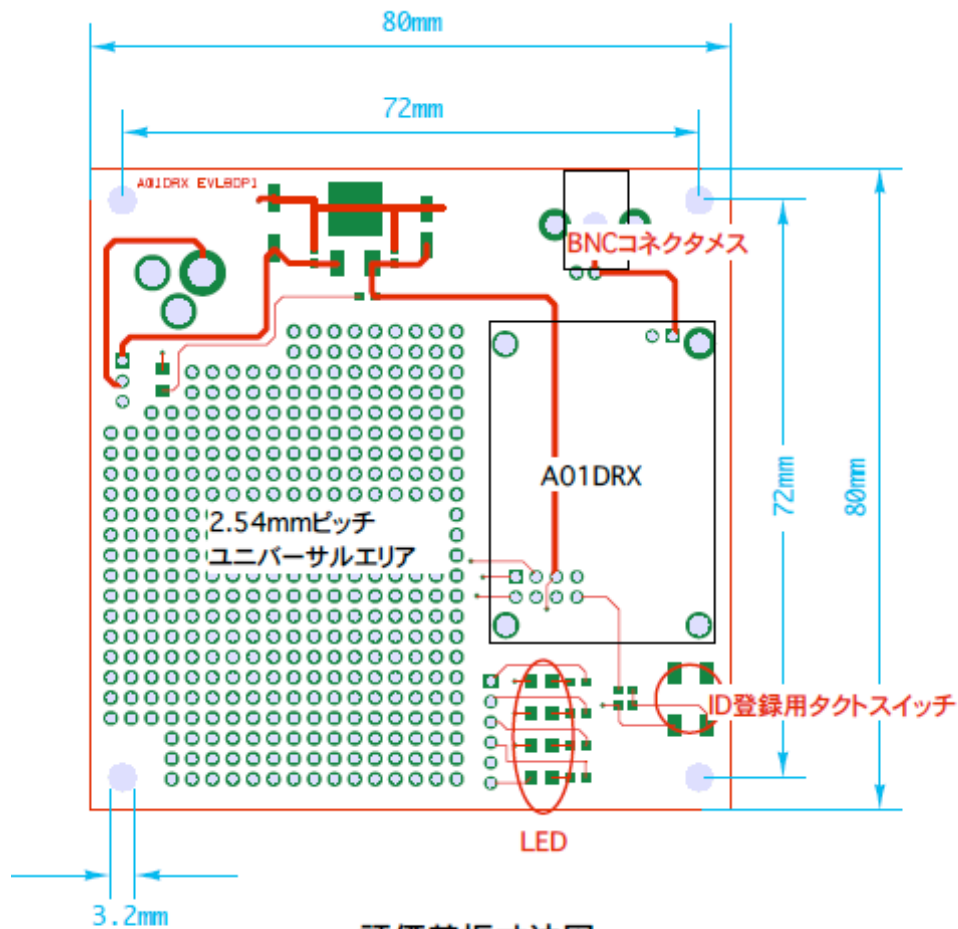 80mm
72mm
A01DRX EVLBDP1
BNCコネクタメス
A01DRX
72mm
80mm
2.54mmピッチ
ユニバーサルエリア
ID登録用タクトスイッチ
LED
3.2mm